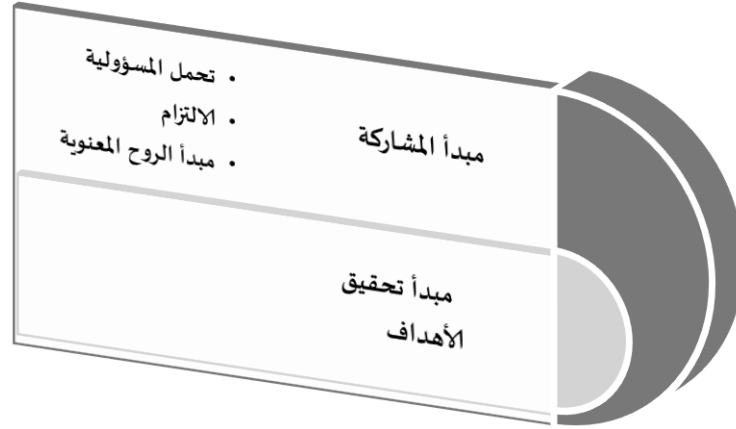 مبدأ المشاركة
• تحمل المسؤولية
• الالتزام
• مبدأ الروح المعنوية
مبدأ تحقيق
الأهداف